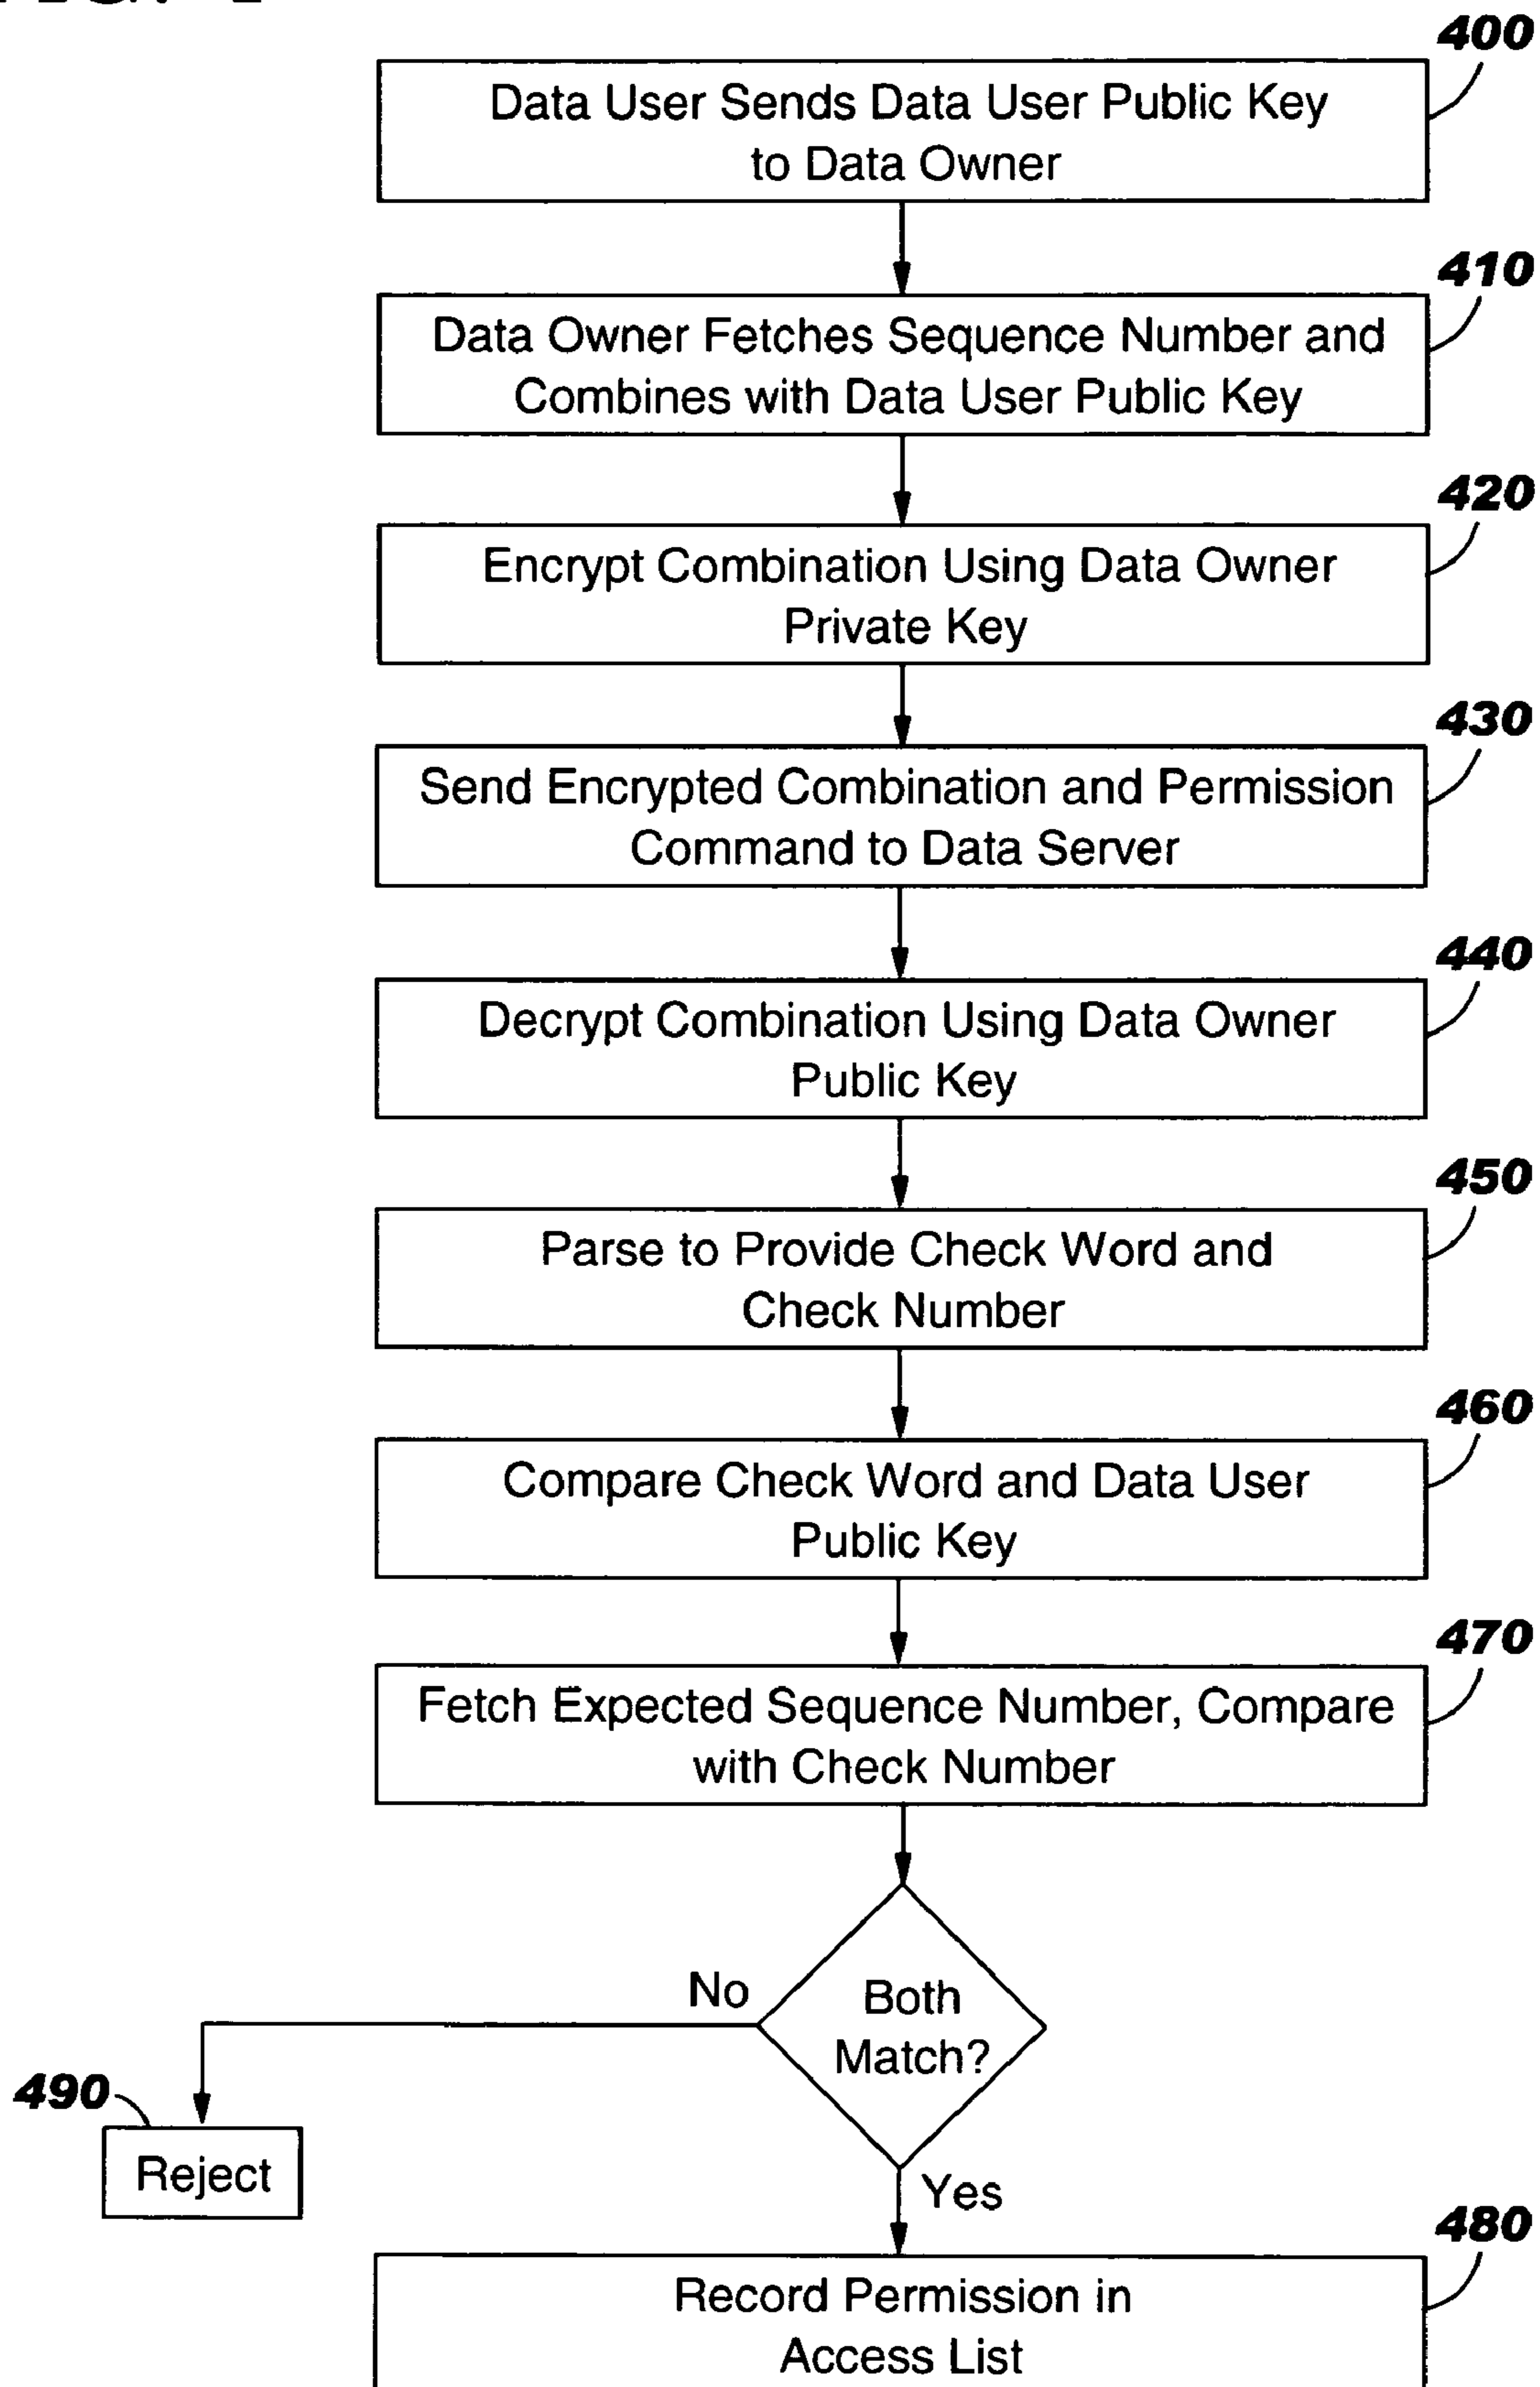 400
Data User Sends Data User Public Key
to Data Owner
410
Data Owner Fetches Sequence Number and
Combines with Data User Public Key
420
Encrypt Combination Using Data Owner
Private Key
430
Send Encrypted Combination and Permission
Command to Data Server
440
Decrypt Combination Using Data Owner
Public Key
450
Parse to Provide Check Word and
Check Number
460
Compare Check Word and Data User
Public Key
470
Fetch Expected Sequence Number, Compare
with Check Number
Both
Match?
No
490
Reject
Yes
480
Record Permission in
Access List